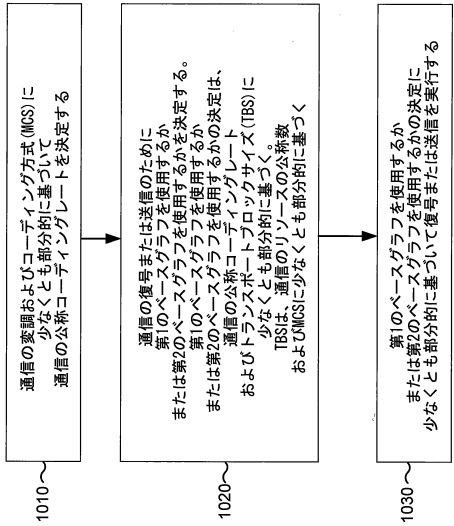 1010
通信の変調およびコーディング方式(MCS)に
少なくとも部分的に基づいて
通信の公称コーディングレートを決定する
1020
通信の復号または送信のために
第1のベースグラフを使用するか
または第2のベースグラフを使用するかを決定する。
第1のベースグラフを使用するか
または第2のベースグラフを使用するかの決定は、
通信の公称コーディングレート
およびトランスポートブロックサイズ(TBS)に
少なくとも部分的に基づく。
TBSは、通信のリソースの公称数
およびMCSに少なくとも部分的に基づく
1030
第1のベースグラフを使用するか
または第2のベースグラフを使用するかの決定に
少なくとも部分的に基づいて復号または送信を実行する